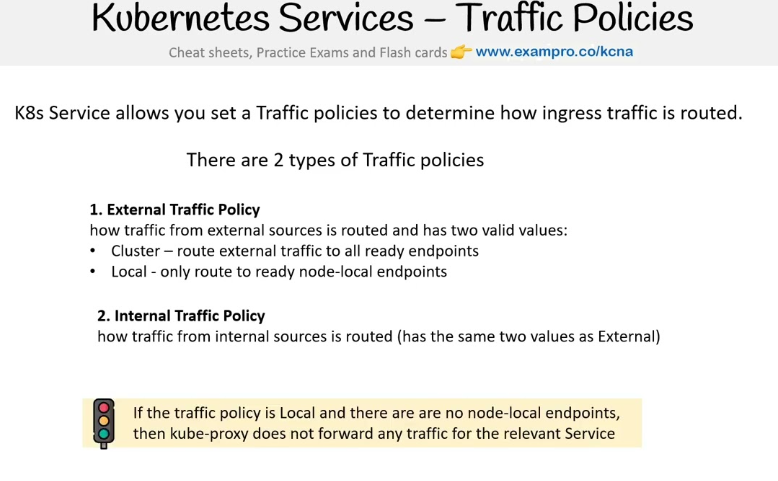 Kubernetes Services – Traffic Policies
Cheat sheets, Practice Exams and Flash cards 👉 www.exampro.co/kcna
K8s Service allows you set a Traffic policies to determine how ingress traffic is routed.
There are 2 types of Traffic policies
1. External Traffic Policy
how traffic from external sources is routed and has two valid values:
• Cluster – route external traffic to all ready endpoints
• Local - only route to ready node-local endpoints
2. Internal Traffic Policy
how traffic from internal sources is routed (has the same two values as External)
If the traffic policy is Local and there are are no node-local endpoints,
then kube-proxy does not forward any traffic for the relevant Service